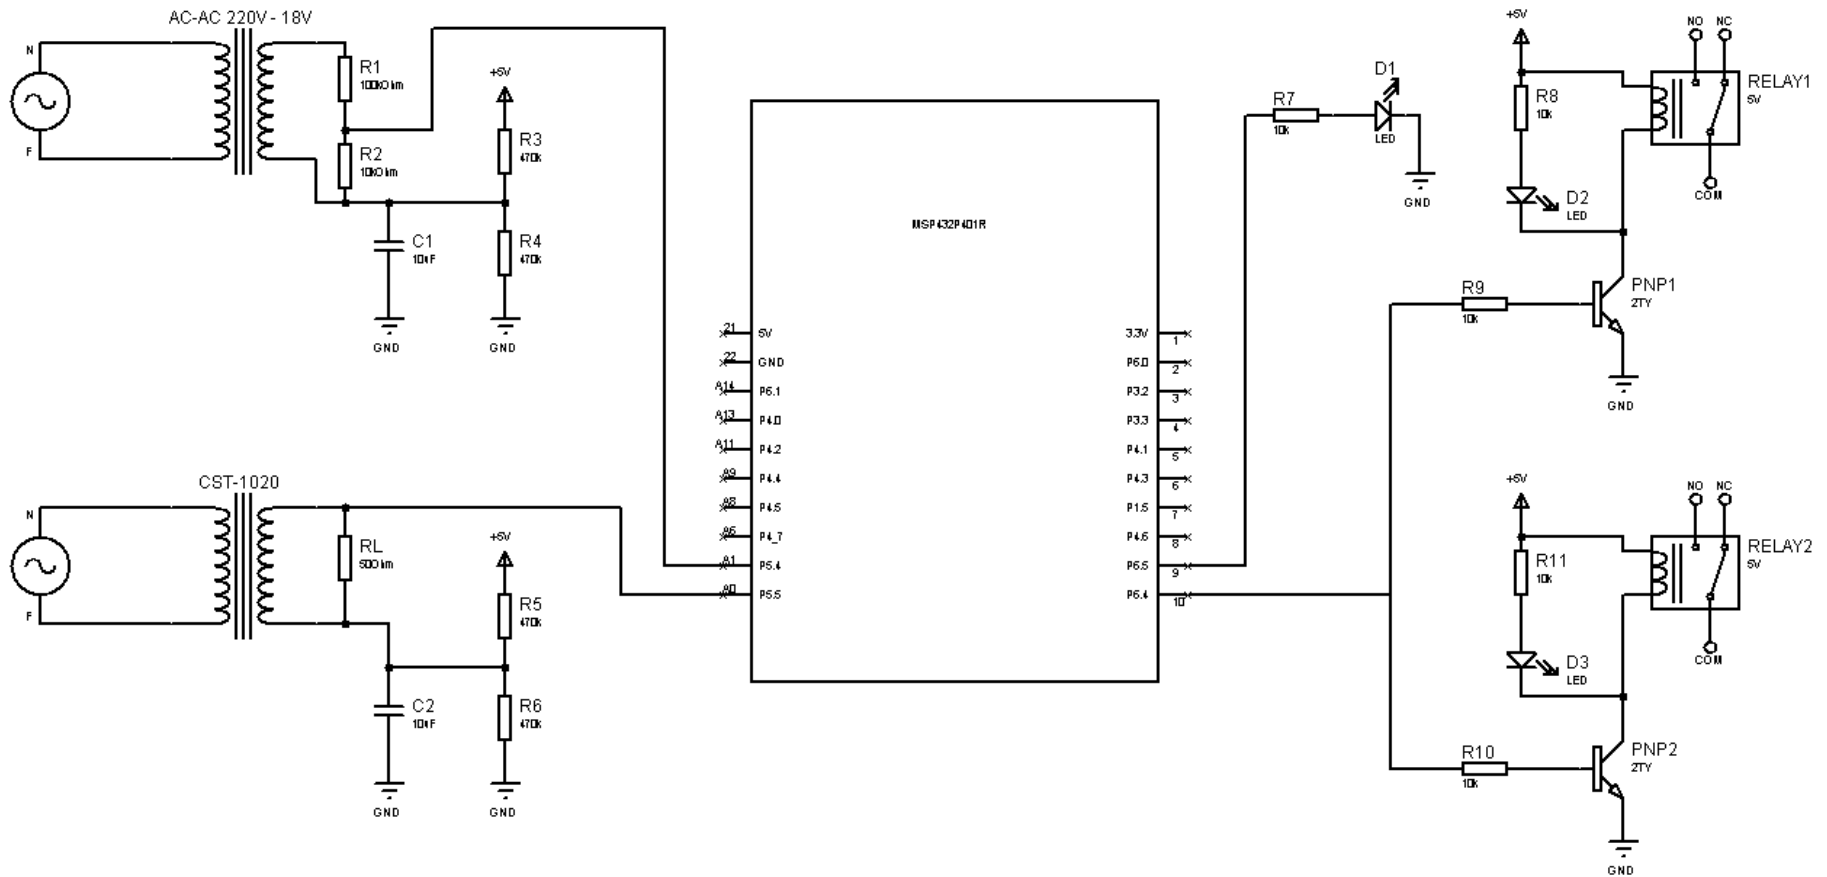 AC-AC 220V - 18V
N
F
R1
100kOhm
R2
10kOhm
+5V
R3
470k
R4
470k
C1
10uF
GND
GND
CST-1020
N
F
RL
50Ohm
+5V
R5
470k
R6
470k
C2
10uF
GND
GND
MSP432P401R
21 5V
22 GND
A14 P6.1
A13 P4.0
A11 P4.2
A9 P4.4
A8 P4.5
A6 P4_7
A1 P5.4
A0 P5.5
3.3V 1
P6.0 2
P3.2 3
P3.3 4
P4.1 5
P4.3 6
P1.5 7
P4.6 8
P6.5 9
P6.4 10
R7
10k
D1
LED
GND
+5V
R8
10k
D2
LED
NO NC
RELAY1
5V
COM
R9
10k
PNP1
2TY
GND
+5V
R11
10k
D3
LED
NO NC
RELAY2
5V
COM
R10
10k
PNP2
2TY
GND